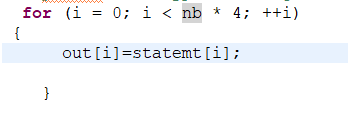 for (i = 0; i < nb * 4; ++i)
{
out[i]=statemt[i];
}